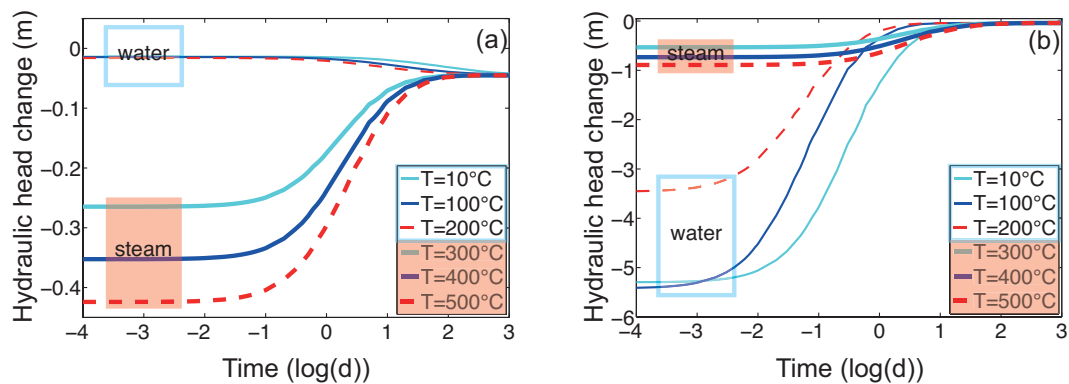 (a)
Hydraulic head change (m)
0
−0.1
−0.2
−0.3
−0.4
water
steam
T=10°C
T=100°C
T=200°C
T=300°C
T=400°C
T=500°C
−4 −3 −2 −1 0 1 2 3
Time (log(d))
(b)
Hydraulic head change (m)
0
−1
−2
−3
−4
−5
−6
steam
water
T=10°C
T=100°C
T=200°C
T=300°C
T=400°C
T=500°C
−4 −3 −2 −1 0 1 2 3
Time (log(d))